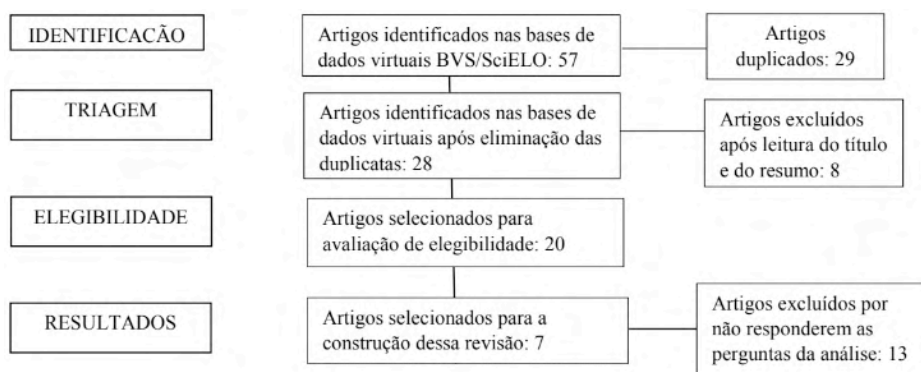 IDENTIFICACÃO
Artigos identificados nas bases de
dados virtuais BVS/SciELO: 57
Artigos
duplicados: 29
TRIAGEM
Artigos identificados nas bases de
dados virtuais após eliminação das
duplicatas: 28
Artigos excluídos
após leitura do título
e do resumo: 8
ELEGIBILIDADE
Artigos selecionados para
avaliação de elegibilidade: 20
RESULTADOS
Artigos selecionados para a
construção dessa revisão: 7
Artigos excluídos por
não responderem as
perguntas da análise: 13